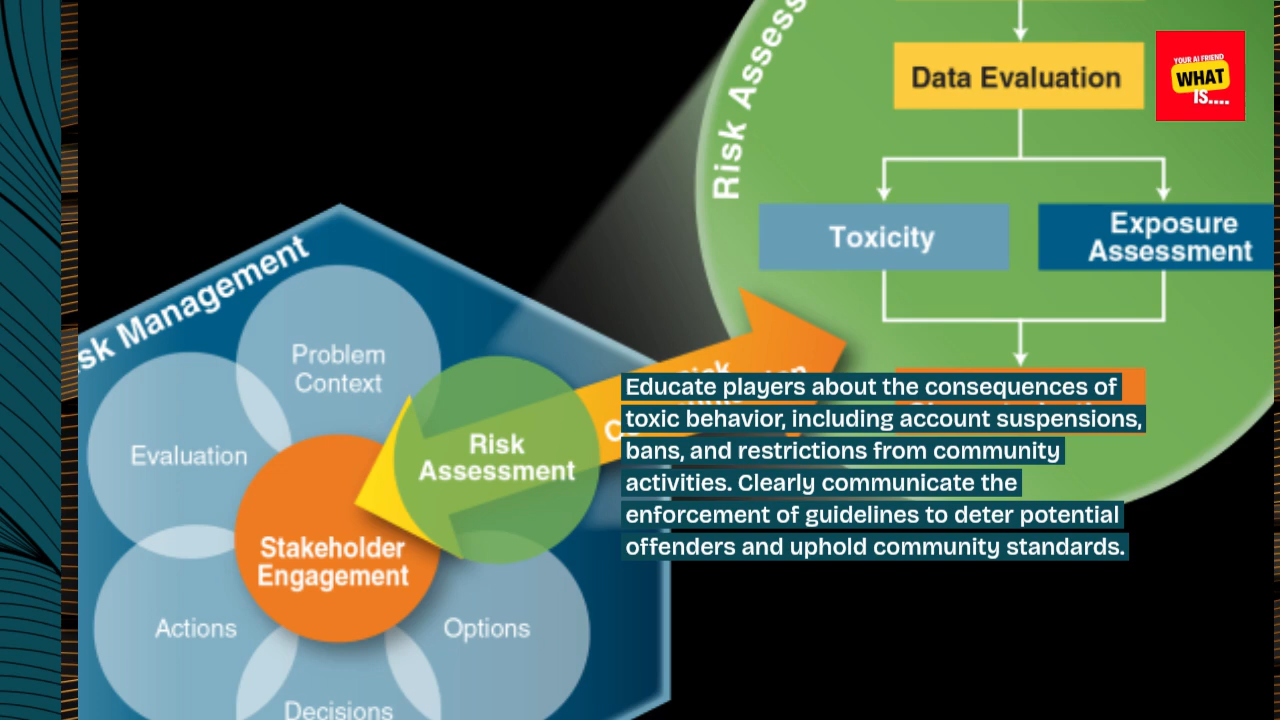 Risk Assess
Data Evaluation
YOUR AI FRIEND
WHAT
IS....
Toxicity
Exposure
Assessment
sk Management
Problem
Context
Evaluation
Risk
Assessment
Stakeholder
Engagement
Actions
Options
Decisions
Educate players about the consequences of
toxic behavior, including account suspensions,
bans, and restrictions from community
activities. Clearly communicate the
enforcement of guidelines to deter potential
offenders and uphold community standards.